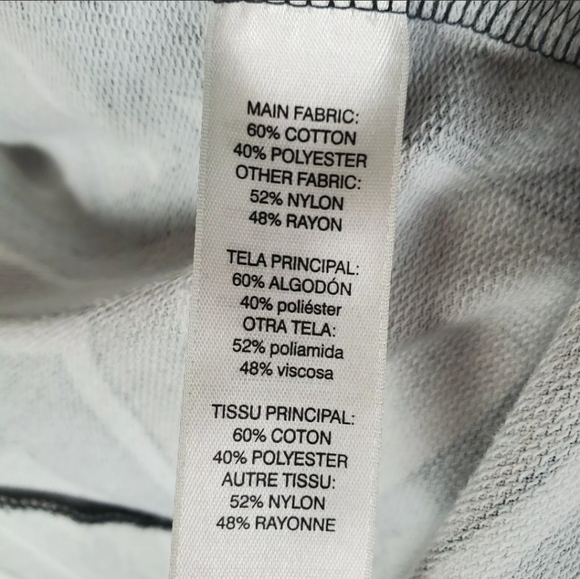 MAIN FABRIC:
60% COTTON
40% POLYESTER
OTHER FABRIC:
52% NYLON
48% RAYON
TELA PRINCIPAL:
60% ALGODÓN
40% poliéster
OTRA TELA:
52% poliamida
48% viscosa
TISSU PRINCIPAL:
60% COTON
40% POLYESTER
AUTRE TISSU:
52% NYLON
48% RAYONNE